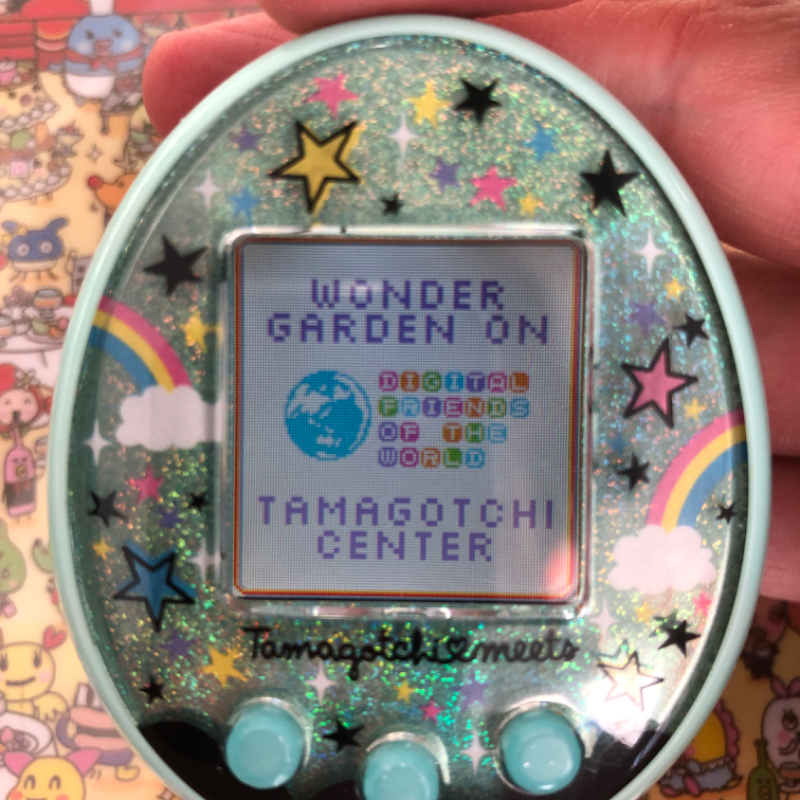 WONDER
GARDEN ON
DIGITAL
FRIENDS
OF THE
WORLD
TAMAGOTCHI
CENTER
Tamagotchi♡meets